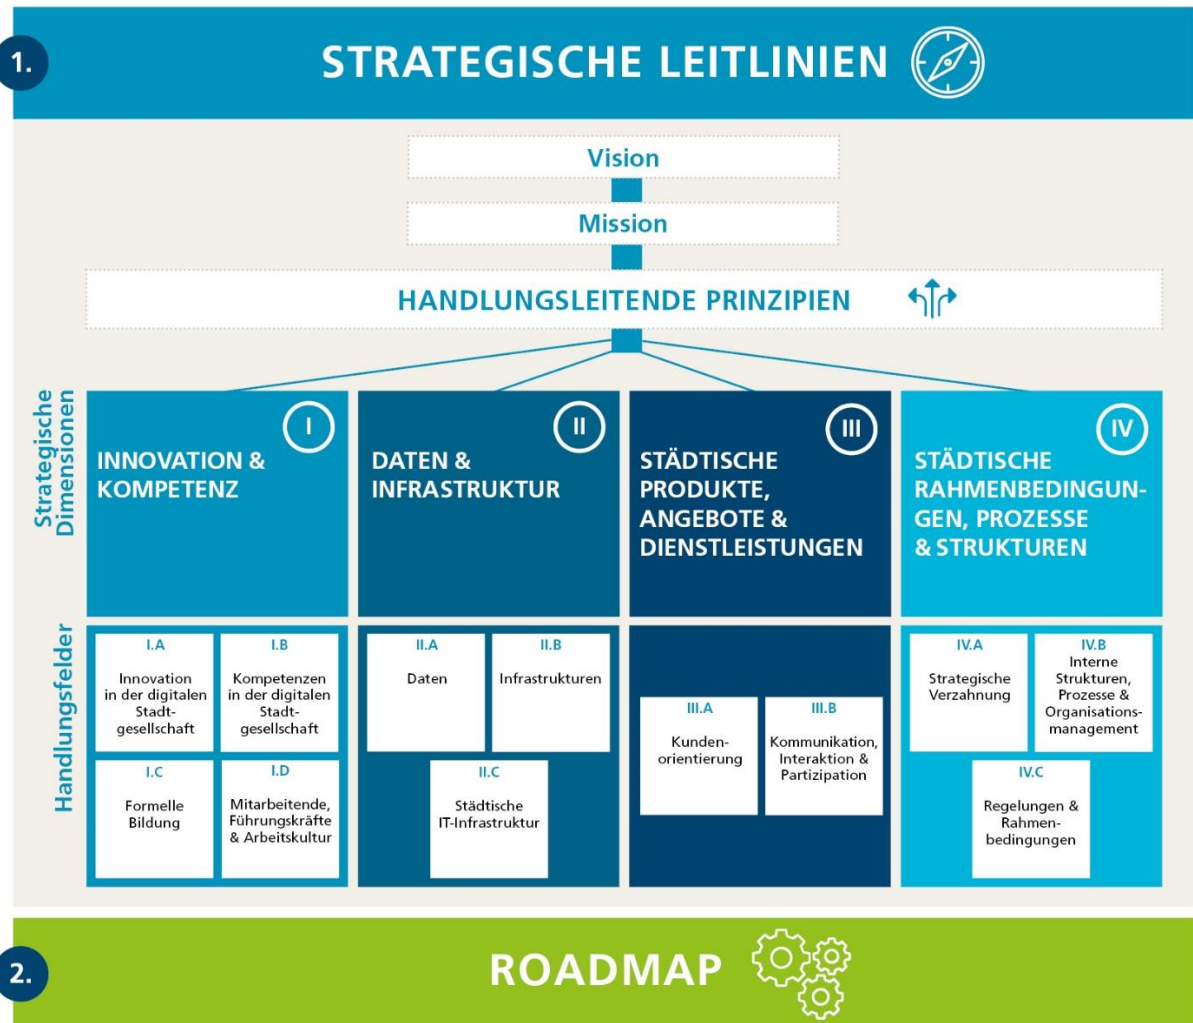 1.
STRATEGISCHE LEITLINIEN
Vision
Mission
HANDLUNGSLEITENDE PRINZIPIEN
Strategische
Dimensionen
I
INNOVATION &
KOMPETENZ
II
DATEN &
INFRASTRUKTUR
III
STÄDTISCHE
PRODUKTE,
ANGEBOTE &
DIENSTLEISTUNGEN
IV
STÄDTISCHE
RAHMENBEDINGUN-
GEN, PROZESSE
& STRUKTUREN
Handlungsfelder
I.A
Innovation
in der digitalen
Stadt-
gesellschaft
I.B
Kompetenzen
in der digitalen
Stadt-
gesellschaft
I.C
Formelle
Bildung
I.D
Mitarbeitende,
Führungskräfte
& Arbeitskultur
II.A
Daten
II.B
Infrastrukturen
II.C
Städtische
IT-Infrastruktur
III.A
Kunden-
orientierung
III.B
Kommunikation,
Interaktion &
Partizipation
IV.A
Strategische
Verzahnung
IV.B
Interne
Strukturen,
Prozesse &
Organisations-
management
IV.C
Regelungen &
Rahmen-
bedingungen
2.
ROADMAP